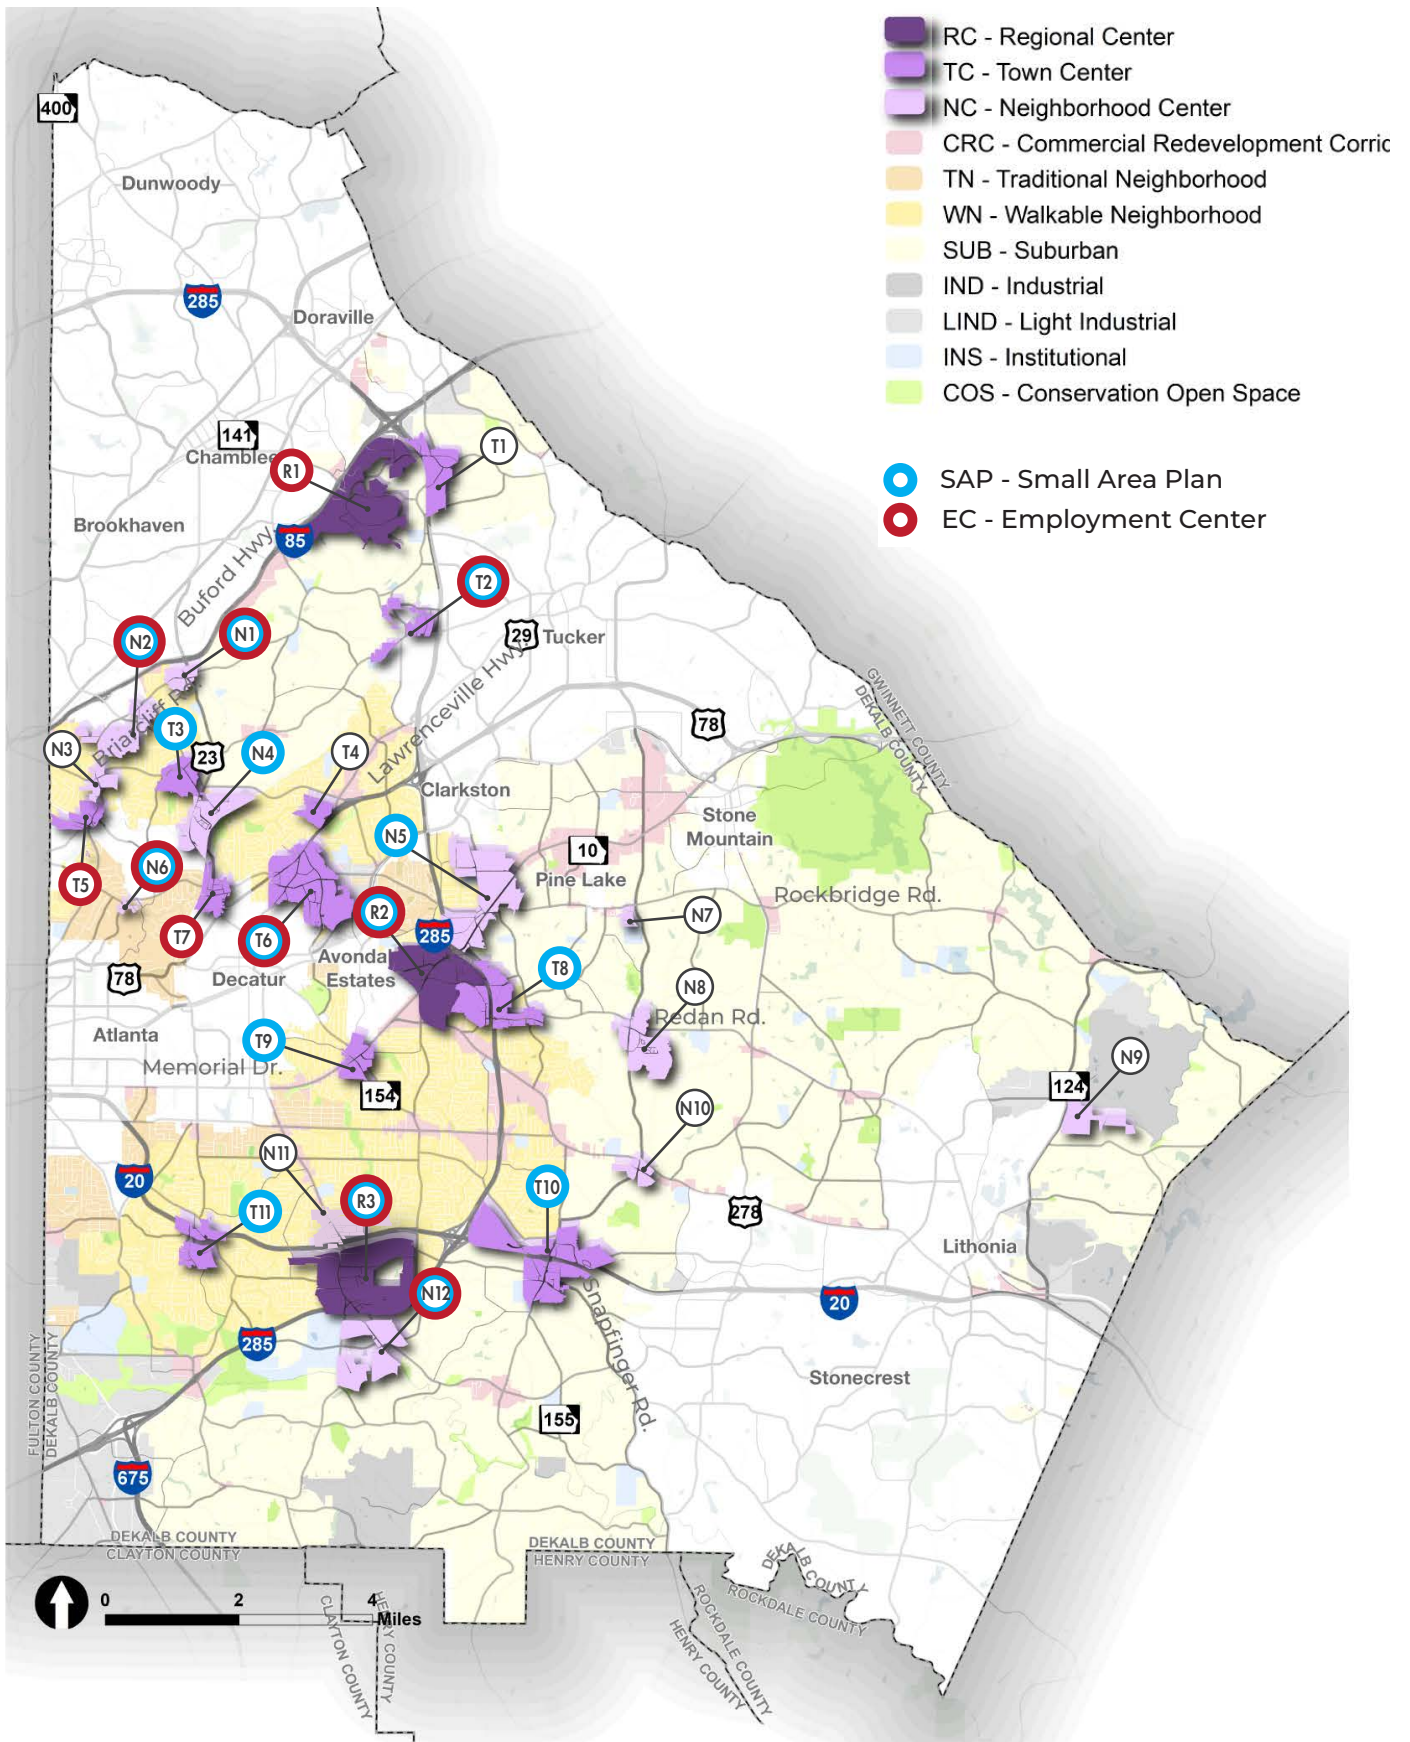 RC - Regional Center
TC - Town Center
NC - Neighborhood Center
CRC - Commercial Redevelopment Corric
TN - Traditional Neighborhood
WN - Walkable Neighborhood
SUB - Suburban
IND - Industrial
LIND - Light Industrial
INS - Institutional
COS - Conservation Open Space
SAP - Small Area Plan
EC - Employment Center
400
Dunwoody
285
Doraville
141
Chamblee
R1
T1
Brookhaven
85
Buford Hwy.
T2
29
Tucker
N2
N1
Lawrenceville Hwy.
GWINNETT COUNTY
DEKALB COUNTY
Briarcliff Rd.
T3
N3
23
N4
T4
78
Clarkston
Stone
Mountain
N5
10
Pine Lake
N6
T5
Rockbridge Rd.
R2
N7
T7
T6
285
Avondal
Estates
78
Decatur
T8
N8
Redan Rd.
Atlanta
T9
Memorial Dr.
154
N9
124
N10
N11
20
R3
T10
T11
278
Lithonia
N12
20
Snapfinger Rd.
285
FULTON COUNTY
DEKALB COUNTY
Stonecrest
155
675
DEKALB COUNTY
CLAYTON COUNTY
DEKALB COUNTY
HENRY COUNTY
DEKALB COUNTY
ROCKDALE COUNTY
0
2
4
Miles
CLAYTON COUNTY
HENRY COUNTY
ROCKDALE COUNTY
HENRY COUNTY